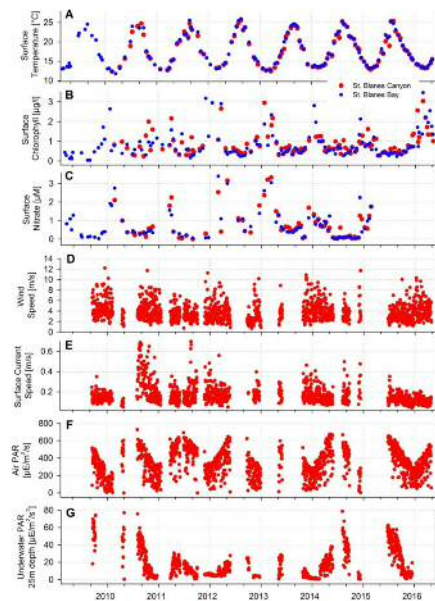 A
Surface
Temperature [°C]
25
20
15
10
St. Blanes Canyon
St. Blanes Bay
B
Surface
Chlorophyll [µg/l]
3
2
1
0
C
Surface
Nitrate [µM]
3
2
1
0
D
Wind
Speed [m/s]
12
10
8
6
4
2
0
E
Surface Current
Speed [m/s]
0.6
0.4
0.2
F
Air PAR
[µE/m²/s]
800
600
400
200
0
G
Underwater PAR
25m depth [µE/m²/s²]
80
60
40
20
0
2010 2011 2012 2013 2014 2015 2016